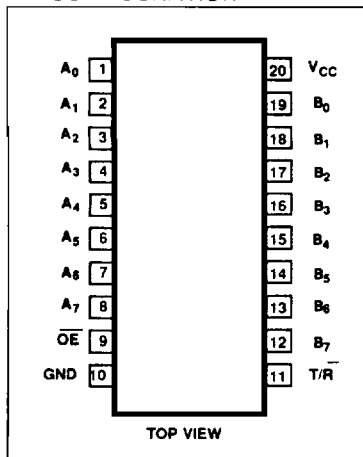 A0 1 20 VCC
A1 2 19 B0
A2 3 18 B1
A3 4 17 B2
A4 5 16 B3
A5 6 15 B4
A6 7 14 B5
A7 8 13 B6
OE 9 12 B7
GND 10 11 T/R
TOP VIEW